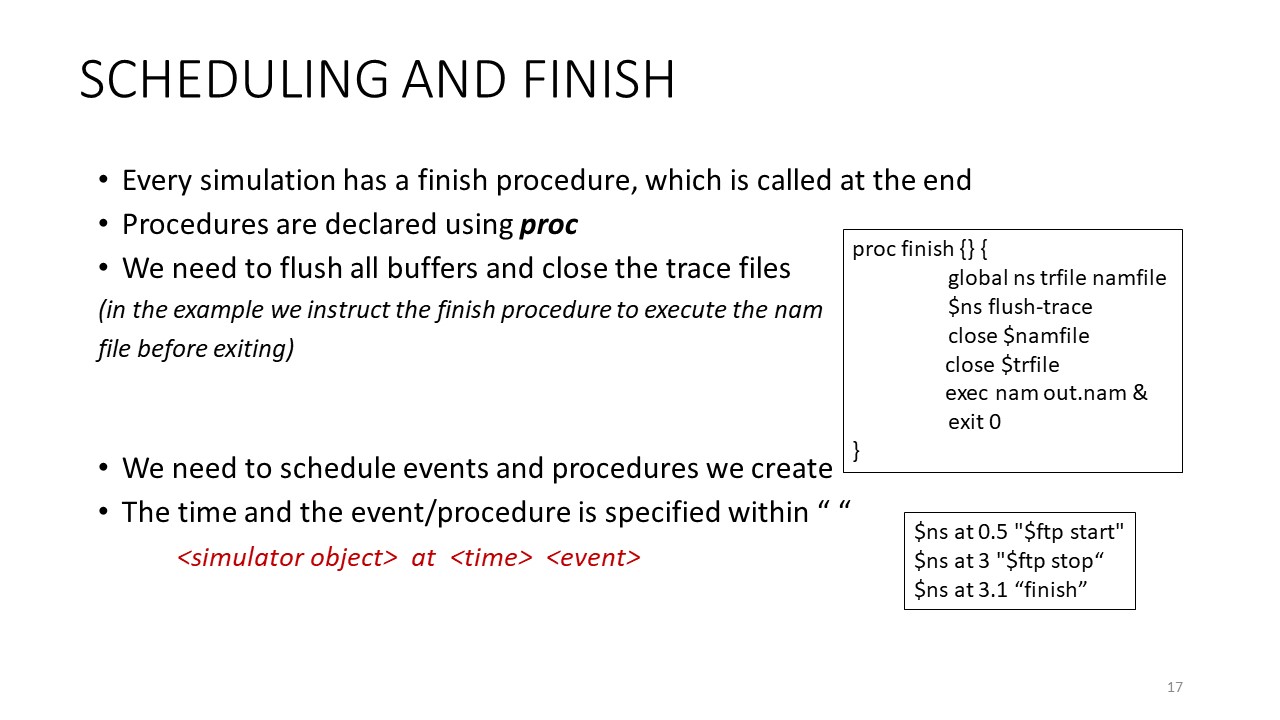 SCHEDULING AND FINISH
• Every simulation has a finish procedure, which is called at the end
• Procedures are declared using proc
• We need to flush all buffers and close the trace files
(in the example we instruct the finish procedure to execute the nam
file before exiting)
• We need to schedule events and procedures we create
• The time and the event/procedure is specified within “ “
<simulator object> at <time> <event>
proc finish {} {
global ns trfile namfile
$ns flush-trace
close $namfile
close $trfile
exec nam out.nam &
exit 0
}
$ns at 0.5 "$ftp start"
$ns at 3 "$ftp stop“
$ns at 3.1 “finish”
17